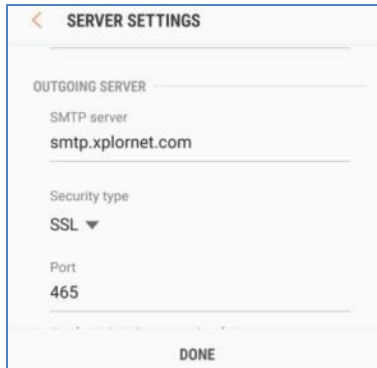 SERVER SETTINGS
OUTGOING SERVER
SMTP server
smtp.xplornet.com
Security type
SSL
Port
465
DONE